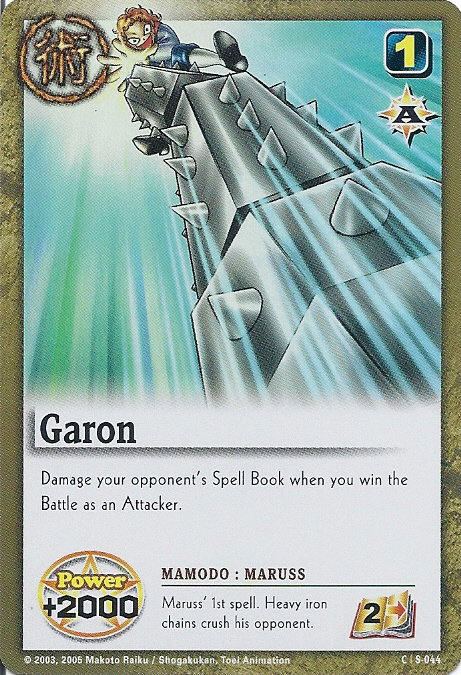 術
1
A
Garon
Damage your opponent's Spell Book when you win the
Battle as an Attacker.
Power
+2000
MAMODO : MARUSS
Maruss' 1st spell. Heavy iron
chains crush his opponent.
2
© 2003, 2005 Makoto Raiku / Shogakukan, Toei Animation
C | S-044